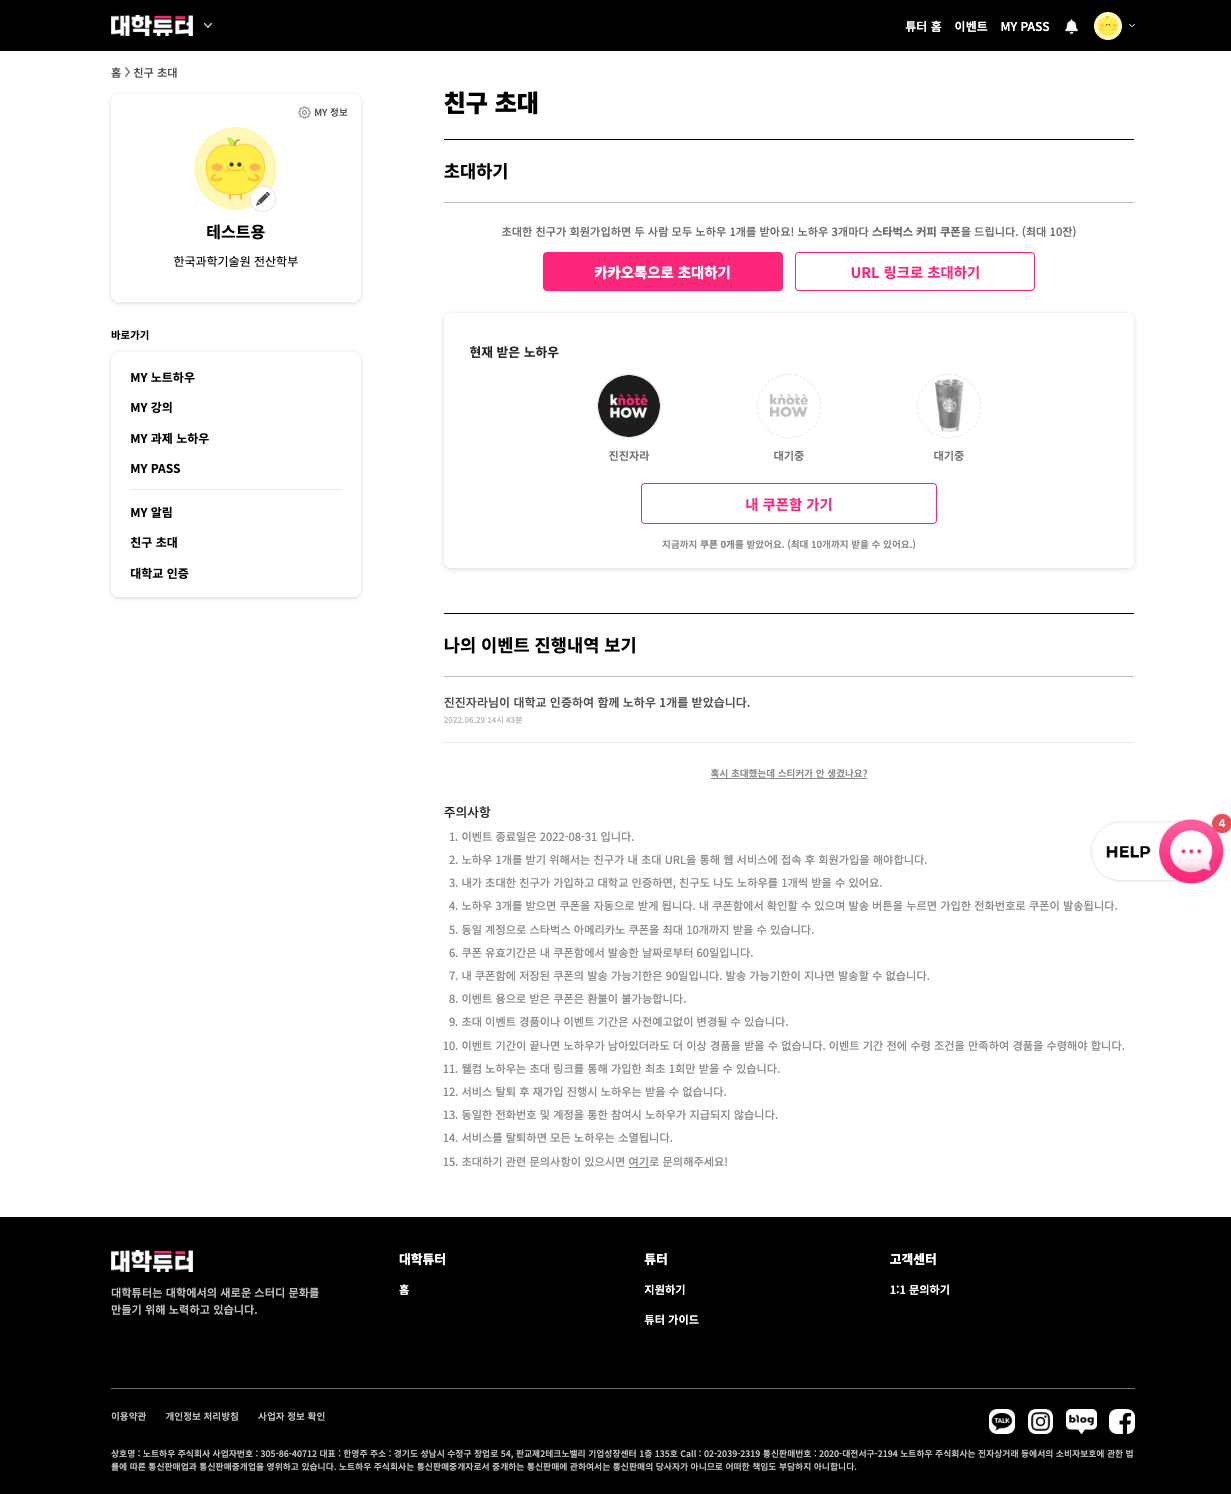 대학튜터
튜터 홈 이벤트 MY PASS
홈 > 친구 초대
MY 정보
테스트용
한국과학기술원 전산학부
바로가기
MY 노트하우
MY 강의
MY 과제 노하우
MY PASS
MY 알림
친구 초대
대학교 인증
친구 초대
초대하기
초대한 친구가 회원가입하면 두 사람 모두 노하우 1개를 받아요! 노하우 3개마다 스타벅스 커피 쿠폰을 드립니다. (최대 10잔)
카카오톡으로 초대하기
URL 링크로 초대하기
현재 받은 노하우
knote HOW
knote HOW
진진자라
대기중
대기중
내 쿠폰함 가기
지금까지 쿠폰 0개를 받았어요. (최대 10개까지 받을 수 있어요.)
나의 이벤트 진행내역 보기
진진자라님이 대학교 인증하여 함께 노하우 1개를 받았습니다.
2022.06.29 14시 43분
혹시 초대했는데 스티커가 안 생겼나요?
주의사항
1. 이벤트 종료일은 2022-08-31 입니다.
2. 노하우 1개를 받기 위해서는 친구가 내 초대 URL을 통해 웹 서비스에 접속 후 회원가입을 해야합니다.
3. 내가 초대한 친구가 가입하고 대학교 인증하면, 친구도 나도 노하우를 1개씩 받을 수 있어요.
4. 노하우 3개를 받으면 쿠폰을 자동으로 받게 됩니다. 내 쿠폰함에서 확인할 수 있으며 발송 버튼을 누르면 가입한 전화번호로 쿠폰이 발송됩니다.
5. 동일 계정으로 스타벅스 아메리카노 쿠폰을 최대 10개까지 받을 수 있습니다.
6. 쿠폰 유효기간은 내 쿠폰함에서 발송한 날짜로부터 60일입니다.
7. 내 쿠폰함에 저장된 쿠폰의 발송 가능기한은 90일입니다. 발송 가능기한이 지나면 발송할 수 없습니다.
8. 이벤트 용으로 받은 쿠폰은 환불이 불가능합니다.
9. 초대 이벤트 경품이나 이벤트 기간은 사전예고없이 변경될 수 있습니다.
10. 이벤트 기간이 끝나면 노하우가 남아있더라도 더 이상 경품을 받을 수 없습니다. 이벤트 기간 전에 수령 조건을 만족하여 경품을 수령해야 합니다.
11. 웰컴 노하우는 초대 링크를 통해 가입한 최초 1회만 받을 수 있습니다.
12. 서비스 탈퇴 후 재가입 진행시 노하우는 받을 수 없습니다.
13. 동일한 전화번호 및 계정을 통한 참여시 노하우가 지급되지 않습니다.
14. 서비스를 탈퇴하면 모든 노하우는 소멸됩니다.
15. 초대하기 관련 문의사항이 있으시면 여기로 문의해주세요!
HELP
4
대학튜터
대학튜터는 대학에서의 새로운 스터디 문화를
만들기 위해 노력하고 있습니다.
대학튜터
홈
튜터
지원하기
튜터 가이드
고객센터
1:1 문의하기
이용약관 개인정보 처리방침 사업자 정보 확인
TALK
blog
상호명 : 노트하우 주식회사 사업자번호 : 305-86-40712 대표 : 한영주 주소 : 경기도 성남시 수정구 창업로 54, 판교제2테크노밸리 기업성장센터 1층 135호 Call : 02-2039-2319 통신판매번호 : 2020-대전서구-2194 노트하우 주식회사는 전자상거래 등에서의 소비자보호에 관한 법
률에 따른 통신판매업과 통신판매중개업을 영위하고 있습니다. 노트하우 주식회사는 통신판매중개자로서 중개하는 통신판매에 관하여서는 통신판매의 당사자가 아니므로 어떠한 책임도 부담하지 아니합니다.